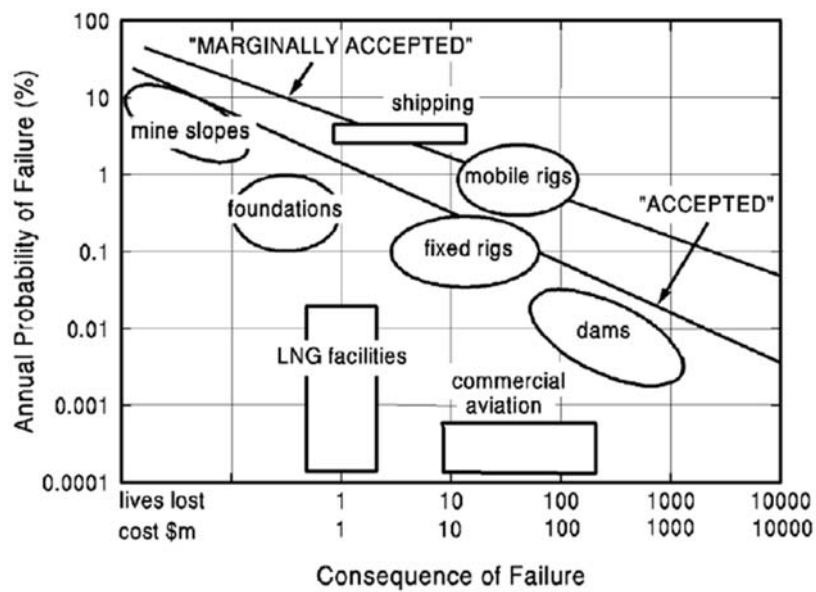 100
"MARGINALLY ACCEPTED"
10
shipping
mine slopes
1
mobile rigs
foundations
"ACCEPTED"
0.1
fixed rigs
0.01
dams
LNG facilities
commercial
aviation
0.001
0.0001
Annual Probability of Failure (%)
lives lost 1 10 100 1000 10000
cost $m 1 10 100 1000 10000
Consequence of Failure